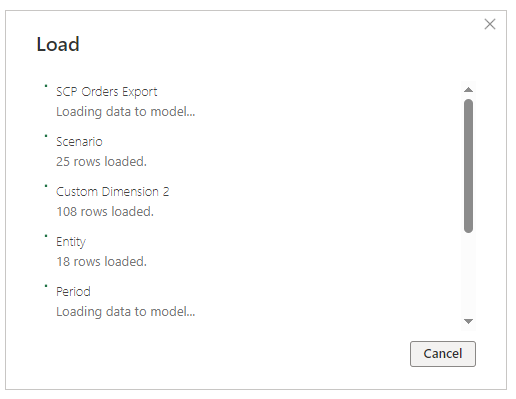 Load
SCP Orders Export
Loading data to model...
Scenario
25 rows loaded.
Custom Dimension 2
108 rows loaded.
Entity
18 rows loaded.
Period
Loading data to model...
Cancel